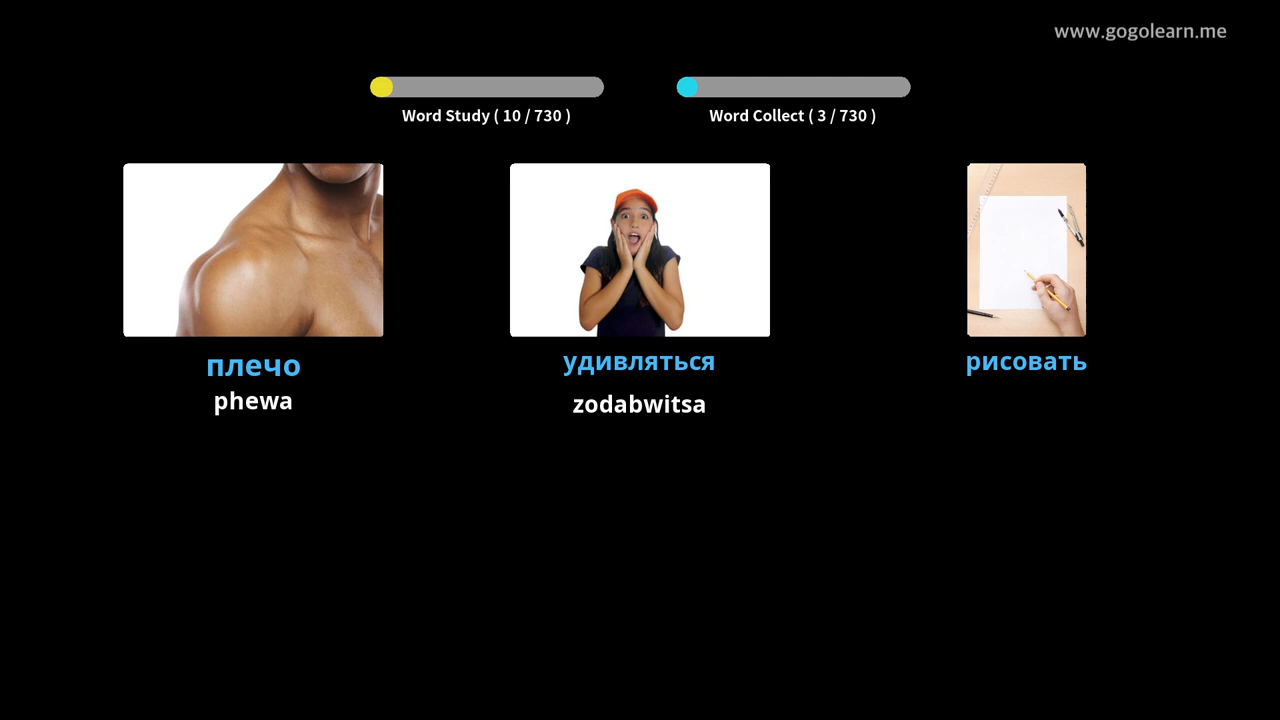 www.gogolearn.me
Word Study ( 10 / 730 )
Word Collect ( 3 / 730 )
плечо
phewa
удивляться
zodabwitsa
рисовать